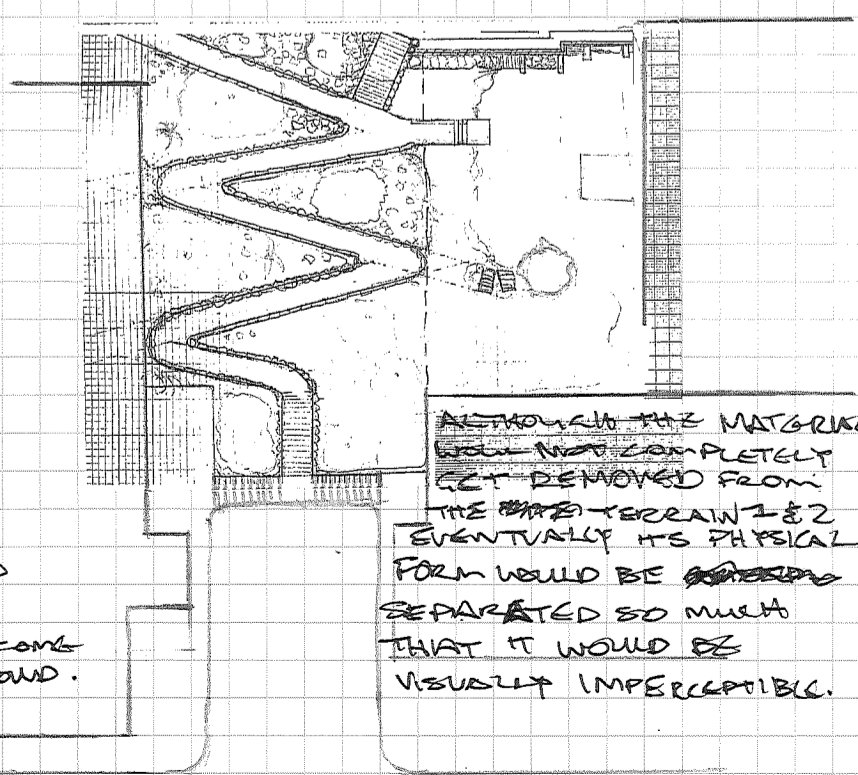 ALTHOUGH THE MATERIA
WOULD NOT COMPLETELY
GET REMOVED FROM
THE TERRAIN 1 & 2
EVENTUALLY ITS PHYSICAL
FORM WOULD BE
SEPARATED SO MUCH
THAT IT WOULD BE
VISUALLY IMPERCEPTIBLE.